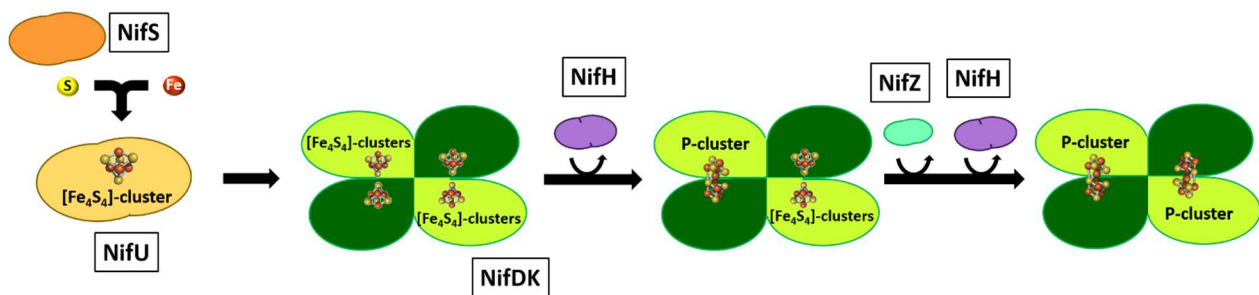 NifS
S
Fe
[Fe₄S₄]-cluster
NifU
[Fe₄S₄]-clusters
[Fe₄S₄]-clusters
NifDK
NifH
P-cluster
[Fe₄S₄]-clusters
NifZ
NifH
P-cluster
P-cluster